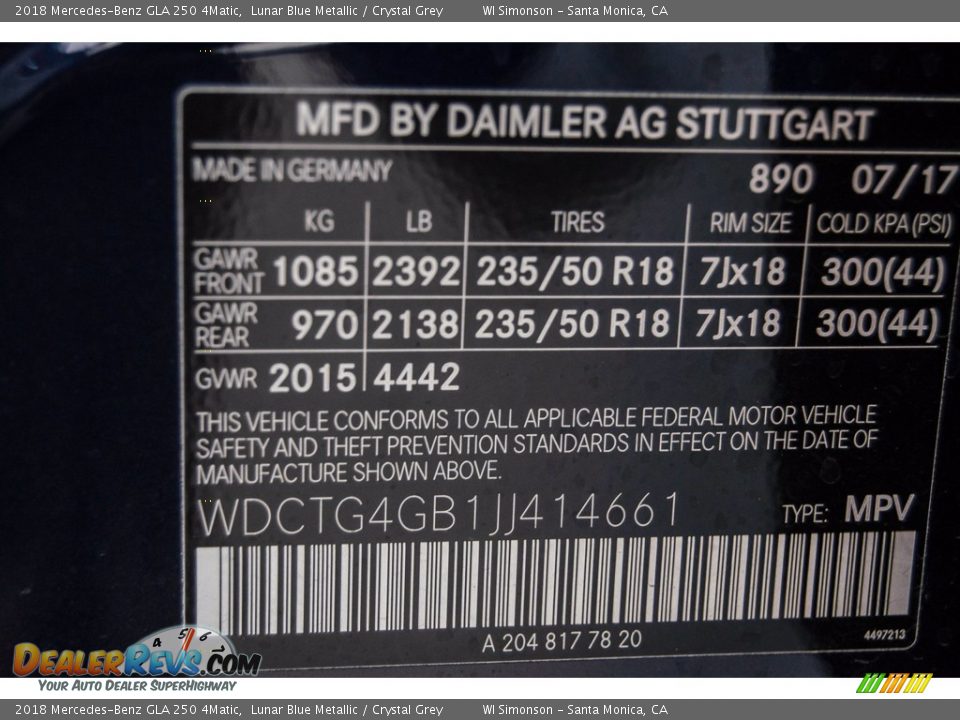 2018 Mercedes-Benz GLA 250 4Matic, Lunar Blue Metallic / Crystal Grey WI Simonson - Santa Monica, CA
MFD BY DAIMLER AG STUTTGART
MADE IN GERMANY 890 07/17
KG LB TIRES RIM SIZE COLD KPA (PSI)
GAWR FRONT 1085 2392 235/50 R18 7Jx18 300(44)
GAWR REAR 970 2138 235/50 R18 7Jx18 300(44)
GVWR 2015 4442
THIS VEHICLE CONFORMS TO ALL APPLICABLE FEDERAL MOTOR VEHICLE
SAFETY AND THEFT PREVENTION STANDARDS IN EFFECT ON THE DATE OF
MANUFACTURE SHOWN ABOVE.
WDCTG4GB1JJ414661 TYPE: MPV
A 204 817 78 20 4497213
4 5 6
DEALERREVS.COM
YOUR AUTO DEALER SUPERHIGHWAY
2018 Mercedes-Benz GLA 250 4Matic, Lunar Blue Metallic / Crystal Grey WI Simonson - Santa Monica, CA